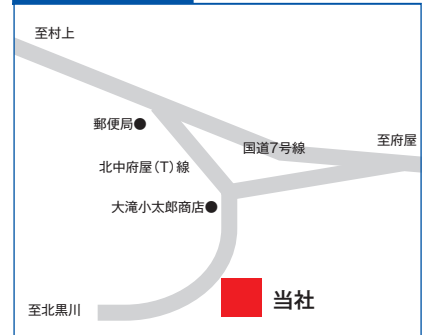 至村上
郵便局
国道7号線
至府屋
北中府屋(T)線
大滝小太郎商店
当社
至北黒川